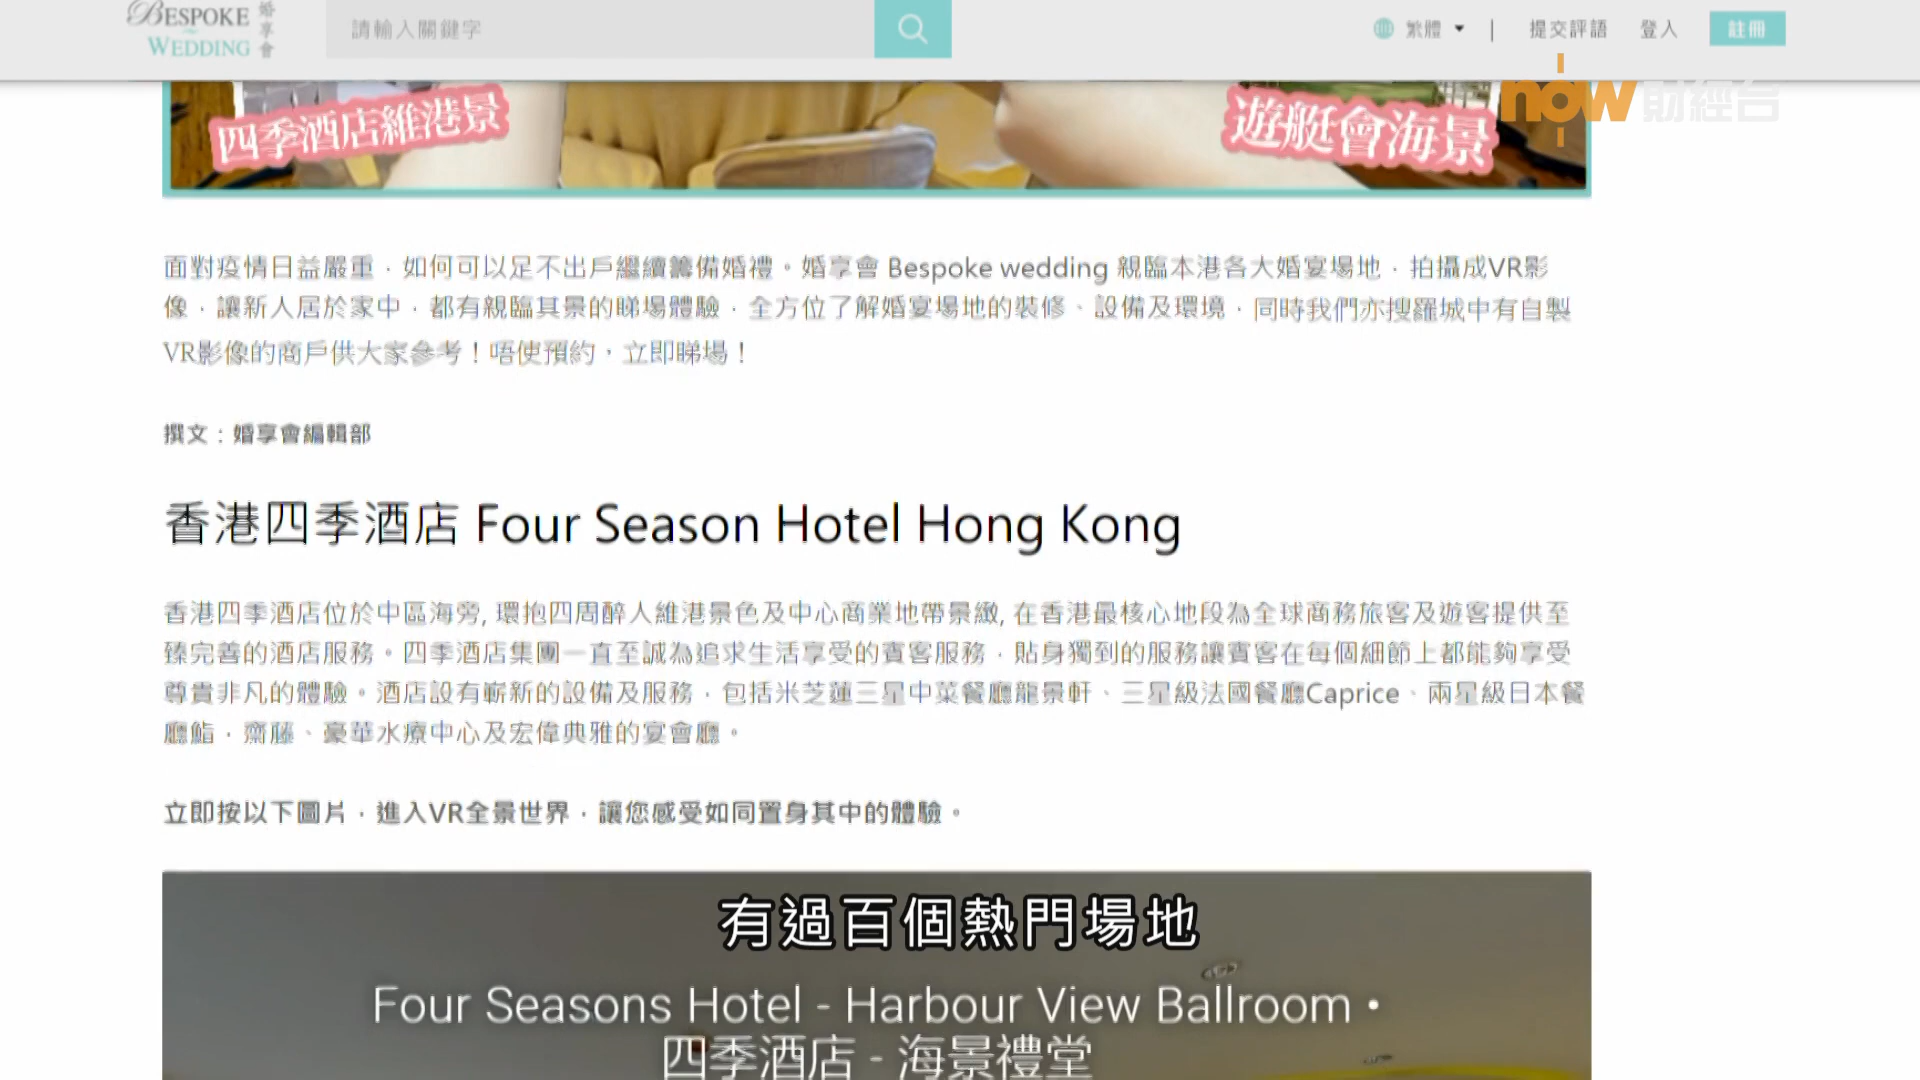 BESPOKE WEDDING 婚享會
請輸入關鍵字
繁體
提交評語
登入
註冊
now 財經台
四季酒店維港景
遊艇會海景
面對疫情日益嚴重，如何可以足不出戶繼續籌備婚禮。婚享會 Bespoke wedding 親臨本港各大婚宴場地，拍攝成VR影
像，讓新人居於家中，都有親臨其景的睇場體驗，全方位了解婚宴場地的裝修、設備及環境，同時我們亦搜羅城中有自製
VR影像的商戶供大家參考！唔使預約，立即睇場！
撰文：婚享會編輯部
香港四季酒店 Four Season Hotel Hong Kong
香港四季酒店位於中區海旁, 環抱四周醉人維港景色及中心商業地帶景緻, 在香港最核心地段為全球商務旅客及遊客提供至
臻完善的酒店服務。四季酒店集團一直至誠為追求生活享受的賓客服務，貼身獨到的服務讓賓客在每個細節上都能夠享受
尊貴非凡的體驗。酒店設有嶄新的設備及服務，包括米芝蓮三星中菜餐廳龍景軒、三星級法國餐廳Caprice、兩星級日本餐
廳鮨，齋藤、豪華水療中心及宏偉典雅的宴會廳。
立即按以下圖片，進入VR全景世界，讓您感受如同置身其中的體驗。
有過百個熱門場地
Four Seasons Hotel - Harbour View Ballroom •
四季酒店 - 海景禮堂